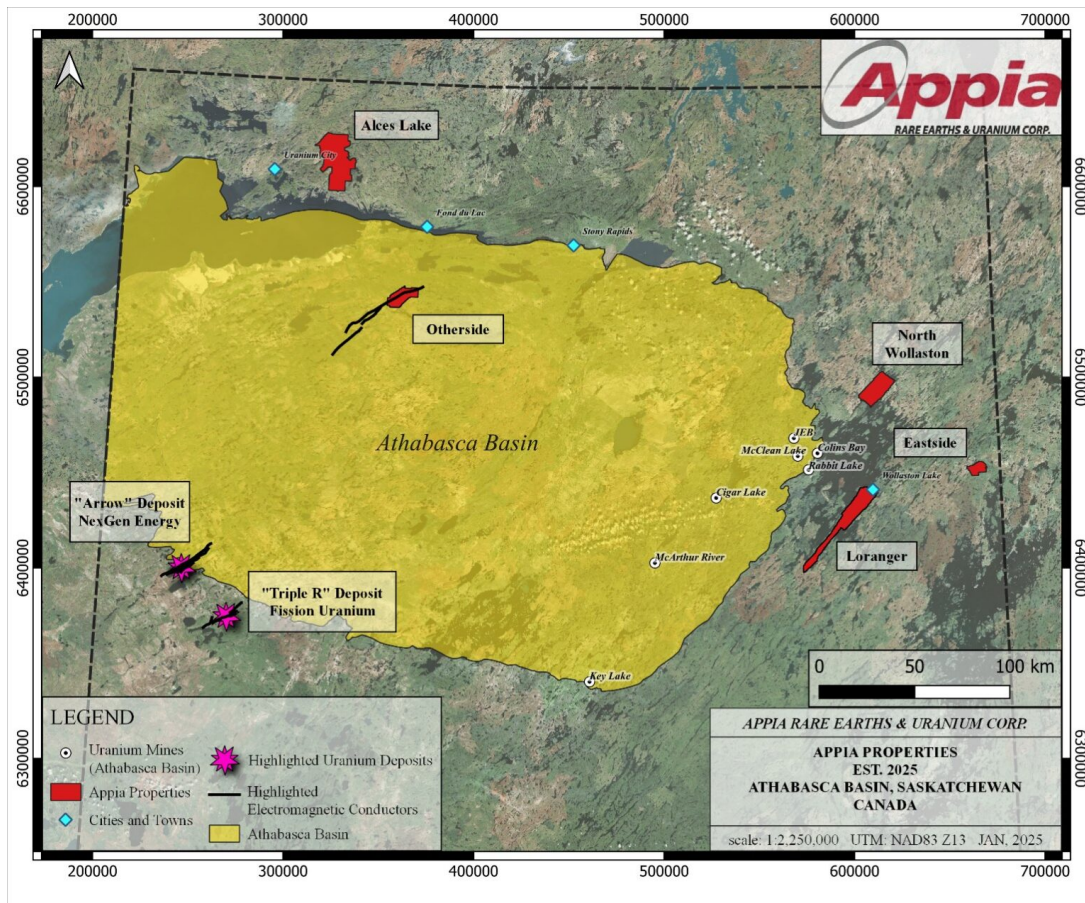 200000 300000 400000 500000 600000 700000
Appia
RARE EARTHS & URANIUM CORP.
Alces Lake
Uranium City
6600000
6600000
Fond du Lac
Stony Rapids
Otherside
North
Wollaston
6500000
6500000
Athabasca Basin
JEB
McClean Lake
Colins Bay
Rabbit Lake
Eastside
Wollaston Lake
Cigar Lake
"Arrow" Deposit
NexGen Energy
McArthur River
Loranger
6400000
6400000
"Triple R" Deposit
Fission Uranium
Key Lake
0 50 100 km
LEGEND
Uranium Mines
(Athabasca Basin)
Appia Properties
Cities and Towns
Highlighted Uranium Deposits
Highlighted
Electromagnetic Conductors
Athabasca Basin
6300000
6300000
APPIA RARE EARTHS & URANIUM CORP.
APPIA PROPERTIES
EST. 2025
ATHABASCA BASIN, SASKATCHEWAN
CANADA
scale: 1:2,250,000 UTM: NAD83 Z13 JAN, 2025
200000 300000 400000 500000 600000 700000